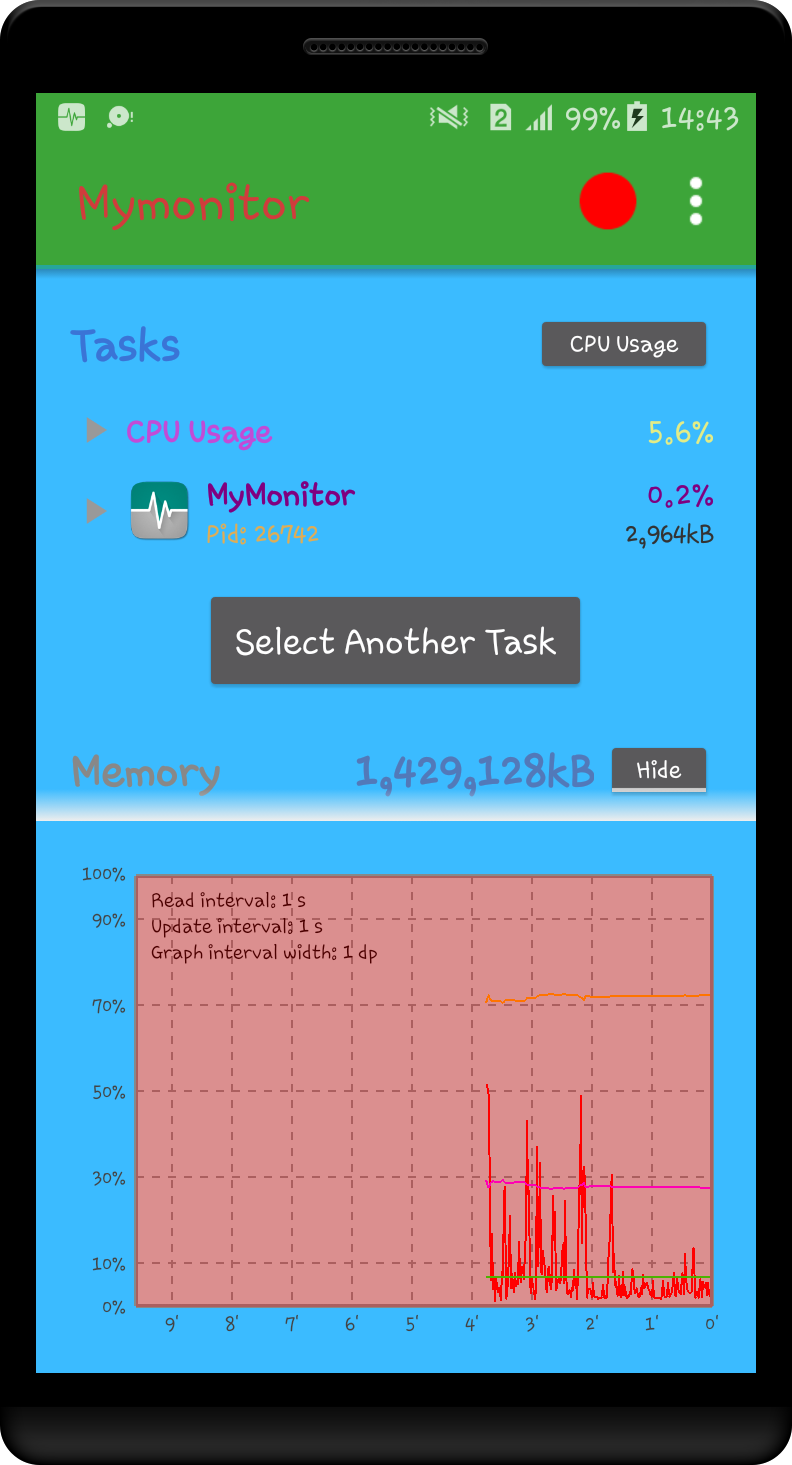 2 99% 14:43
Mymonitor
Tasks CPU Usage
CPU Usage 5.6%
MyMonitor 0.2%
Pid: 26742 2,964kB
Select Another Task
Memory 1,429,128kB Hide
100%
Read interval: 1 s
90%
Update interval: 1 s
Graph interval width: 1 dp
70%
50%
30%
10%
0%
9' 8' 7' 6' 5' 4' 3' 2' 1' 0'